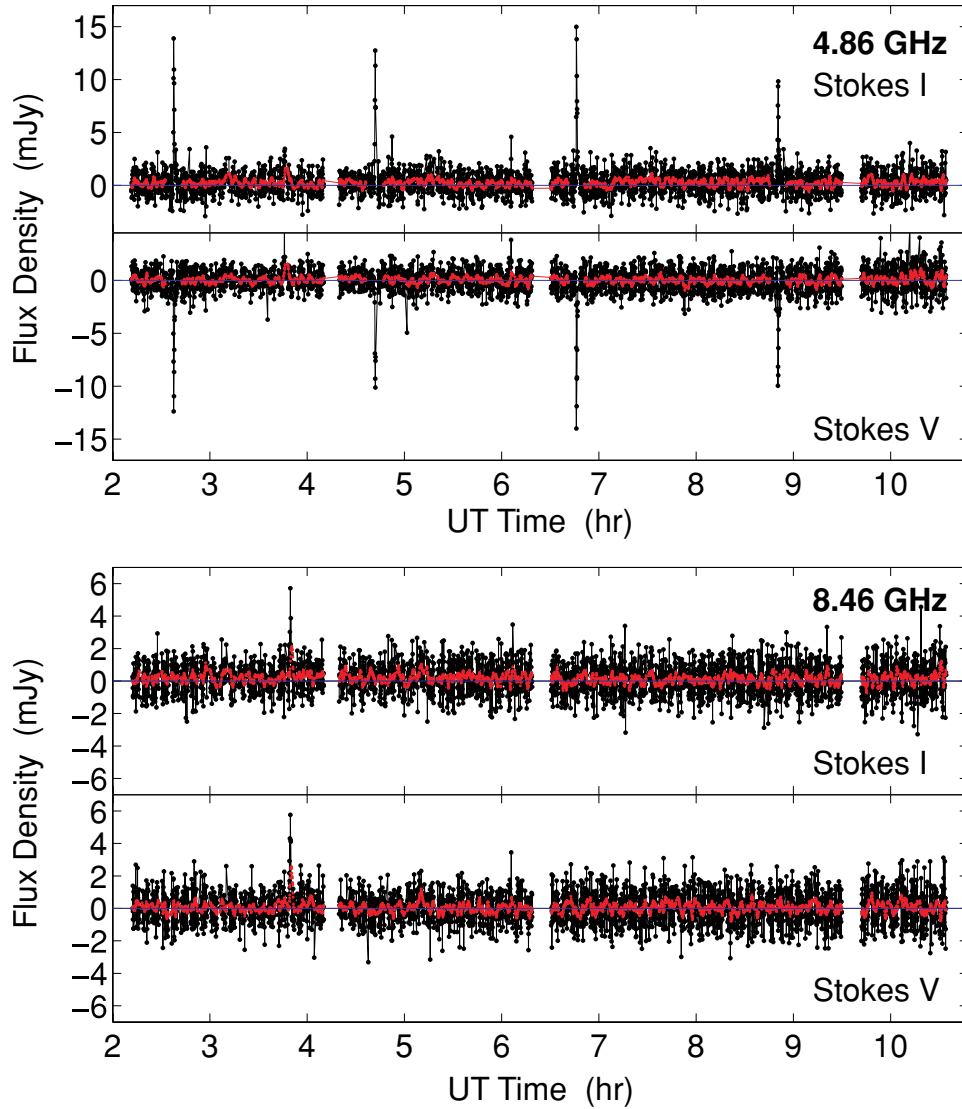 15
4.86 GHz
Stokes I
10
5
0
Flux Density (mJy)
0
−5
−10
−15
Stokes V
2 3 4 5 6 7 8 9 10
UT Time (hr)
6
8.46 GHz
4
2
0
−2
−4
−6
Stokes I
Flux Density (mJy)
6
4
2
0
−2
−4
−6
Stokes V
2 3 4 5 6 7 8 9 10
UT Time (hr)